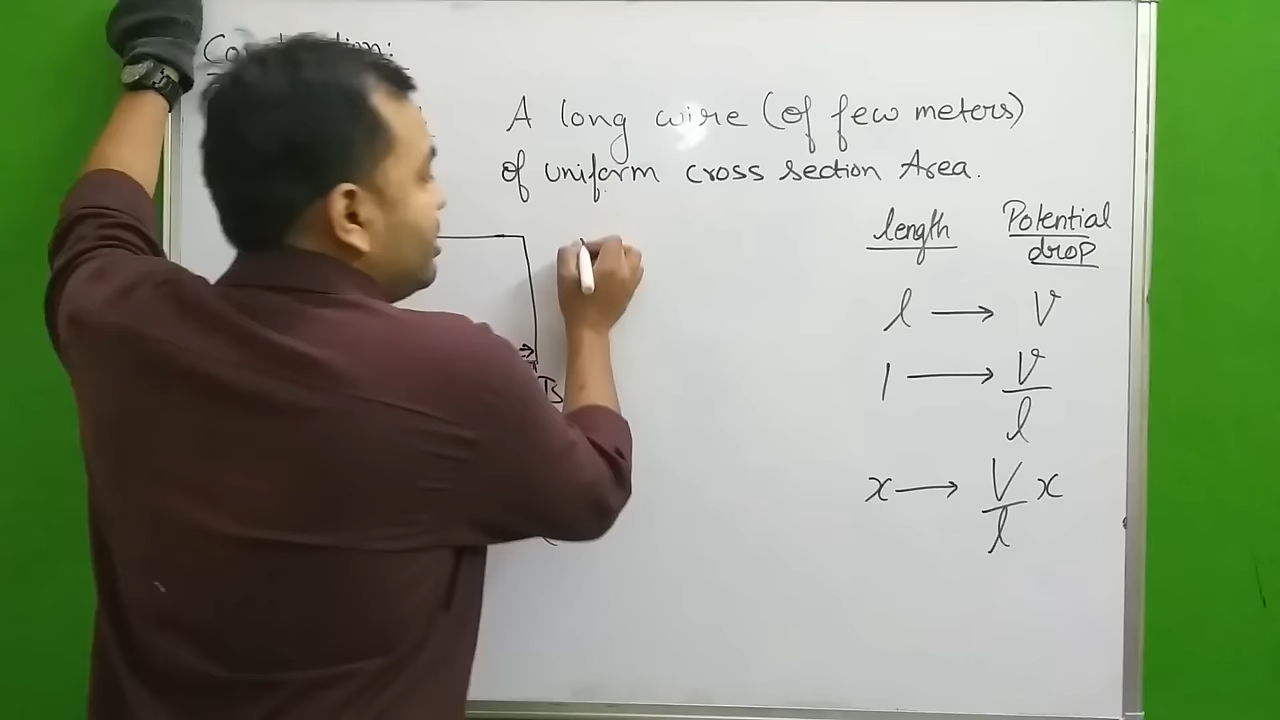 A long wire (of few meters)
of uniform cross section Area.
length Potential drop
l → V
1 → V/l
x → V/l x
B